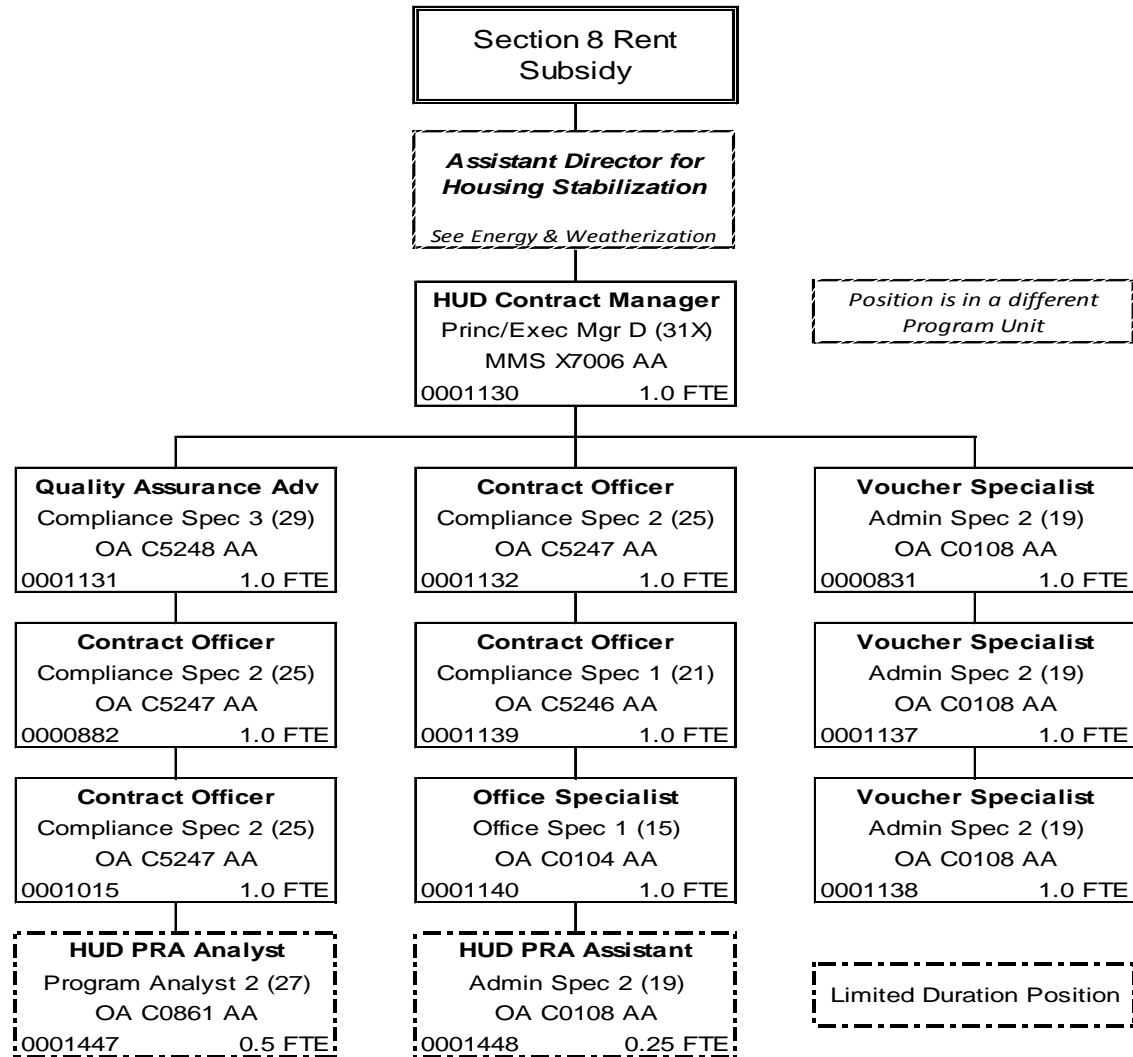 Section 8 Rent
Subsidy
Assistant Director for
Housing Stabilization
See Energy & Weatherization
HUD Contract Manager
Princ/Exec Mgr D (31X)
MMS X7006 AA
0001130 1.0 FTE
Position is in a different
Program Unit
Quality Assurance Adv
Compliance Spec 3 (29)
OA C5248 AA
0001131 1.0 FTE
Contract Officer
Compliance Spec 2 (25)
OA C5247 AA
0001132 1.0 FTE
Voucher Specialist
Admin Spec 2 (19)
OA C0108 AA
0000831 1.0 FTE
Contract Officer
Compliance Spec 2 (25)
OA C5247 AA
0000882 1.0 FTE
Contract Officer
Compliance Spec 1 (21)
OA C5246 AA
0001139 1.0 FTE
Voucher Specialist
Admin Spec 2 (19)
OA C0108 AA
0001137 1.0 FTE
Contract Officer
Compliance Spec 2 (25)
OA C5247 AA
0001015 1.0 FTE
Office Specialist
Office Spec 1 (15)
OA C0104 AA
0001140 1.0 FTE
Voucher Specialist
Admin Spec 2 (19)
OA C0108 AA
0001138 1.0 FTE
HUD PRA Analyst
Program Analyst 2 (27)
OA C0861 AA
0001447 0.5 FTE
HUD PRA Assistant
Admin Spec 2 (19)
OA C0108 AA
0001448 0.25 FTE
Limited Duration Position